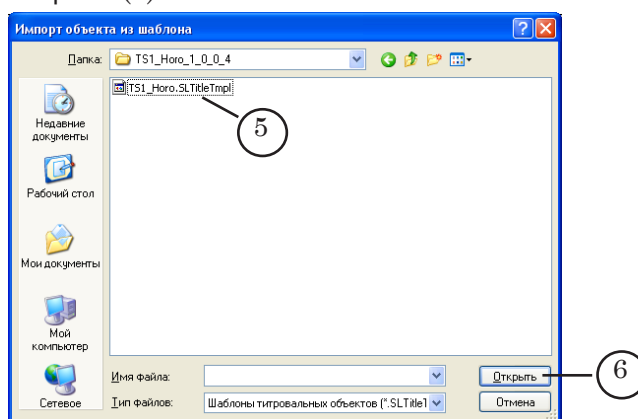 Импорт объекта из шаблона
Папка: TS1_Horo_1_0_0_4
TS1_Horo.SLTitleTmpl
5
Недавние
документы
Рабочий стол
Мои документы
Мой
компьютер
Сетевое
Имя файла:
Открыть
6
Тип файлов: Шаблоны титровальных объектов (*.SLTitleT
Отмена